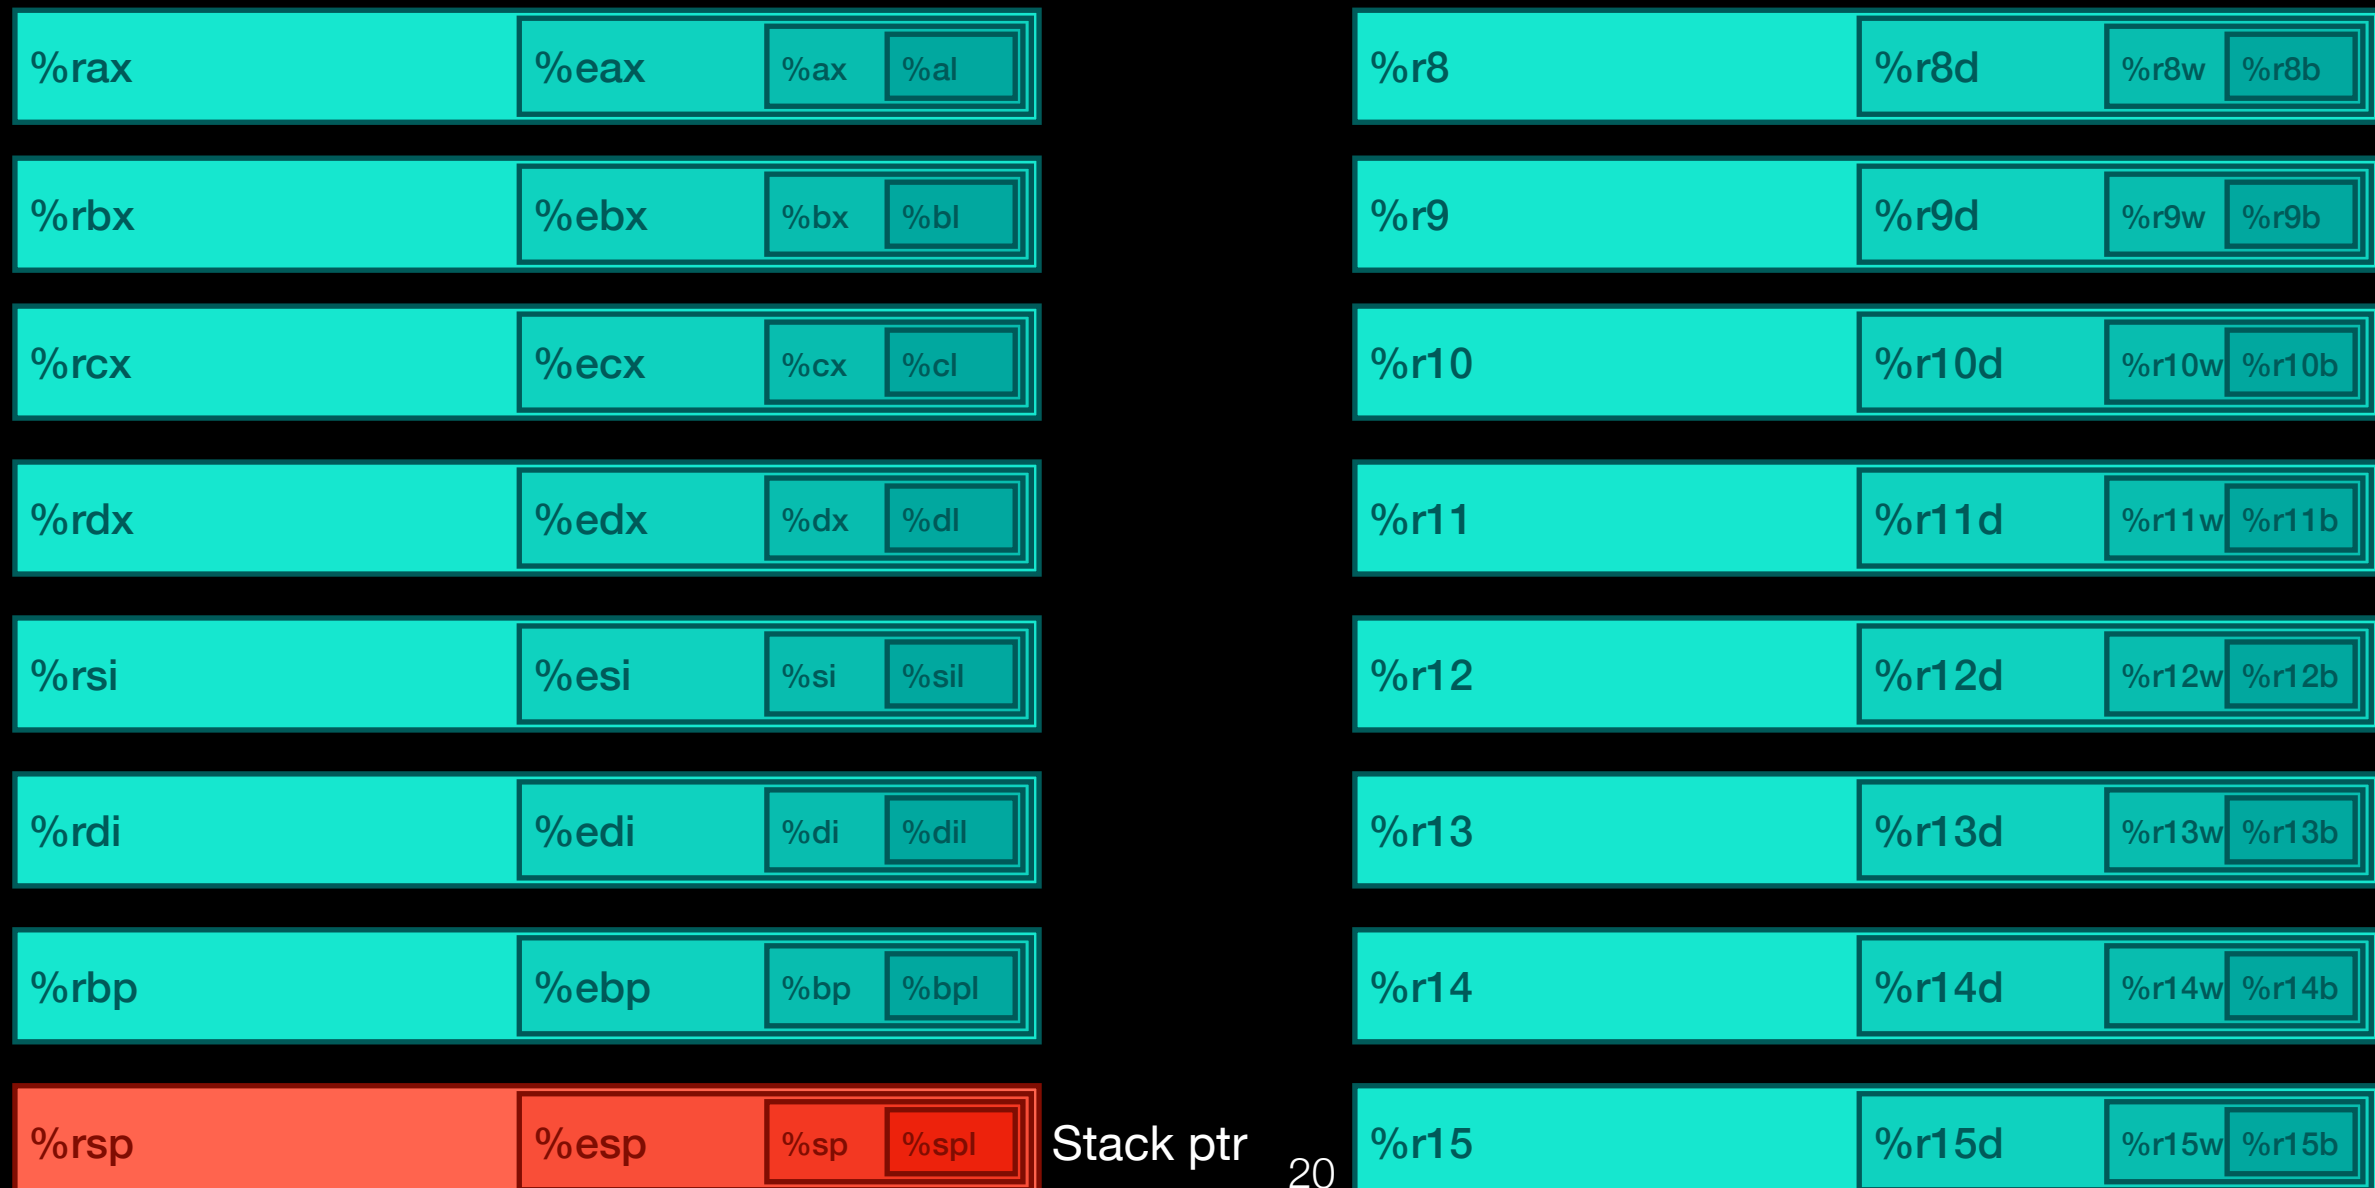 %rax %eax %ax %al %r8 %r8d %r8w %r8b
%rbx %ebx %bx %bl %r9 %r9d %r9w %r9b
%rcx %ecx %cx %cl %r10 %r10d %r10w %r10b
%rdx %edx %dx %dl %r11 %r11d %r11w %r11b
%rsi %esi %si %sil %r12 %r12d %r12w %r12b
%rdi %edi %di %dil %r13 %r13d %r13w %r13b
%rbp %ebp %bp %bpl %r14 %r14d %r14w %r14b
%rsp %esp %sp %spl Stack ptr %r15 %r15d %r15w %r15b
20